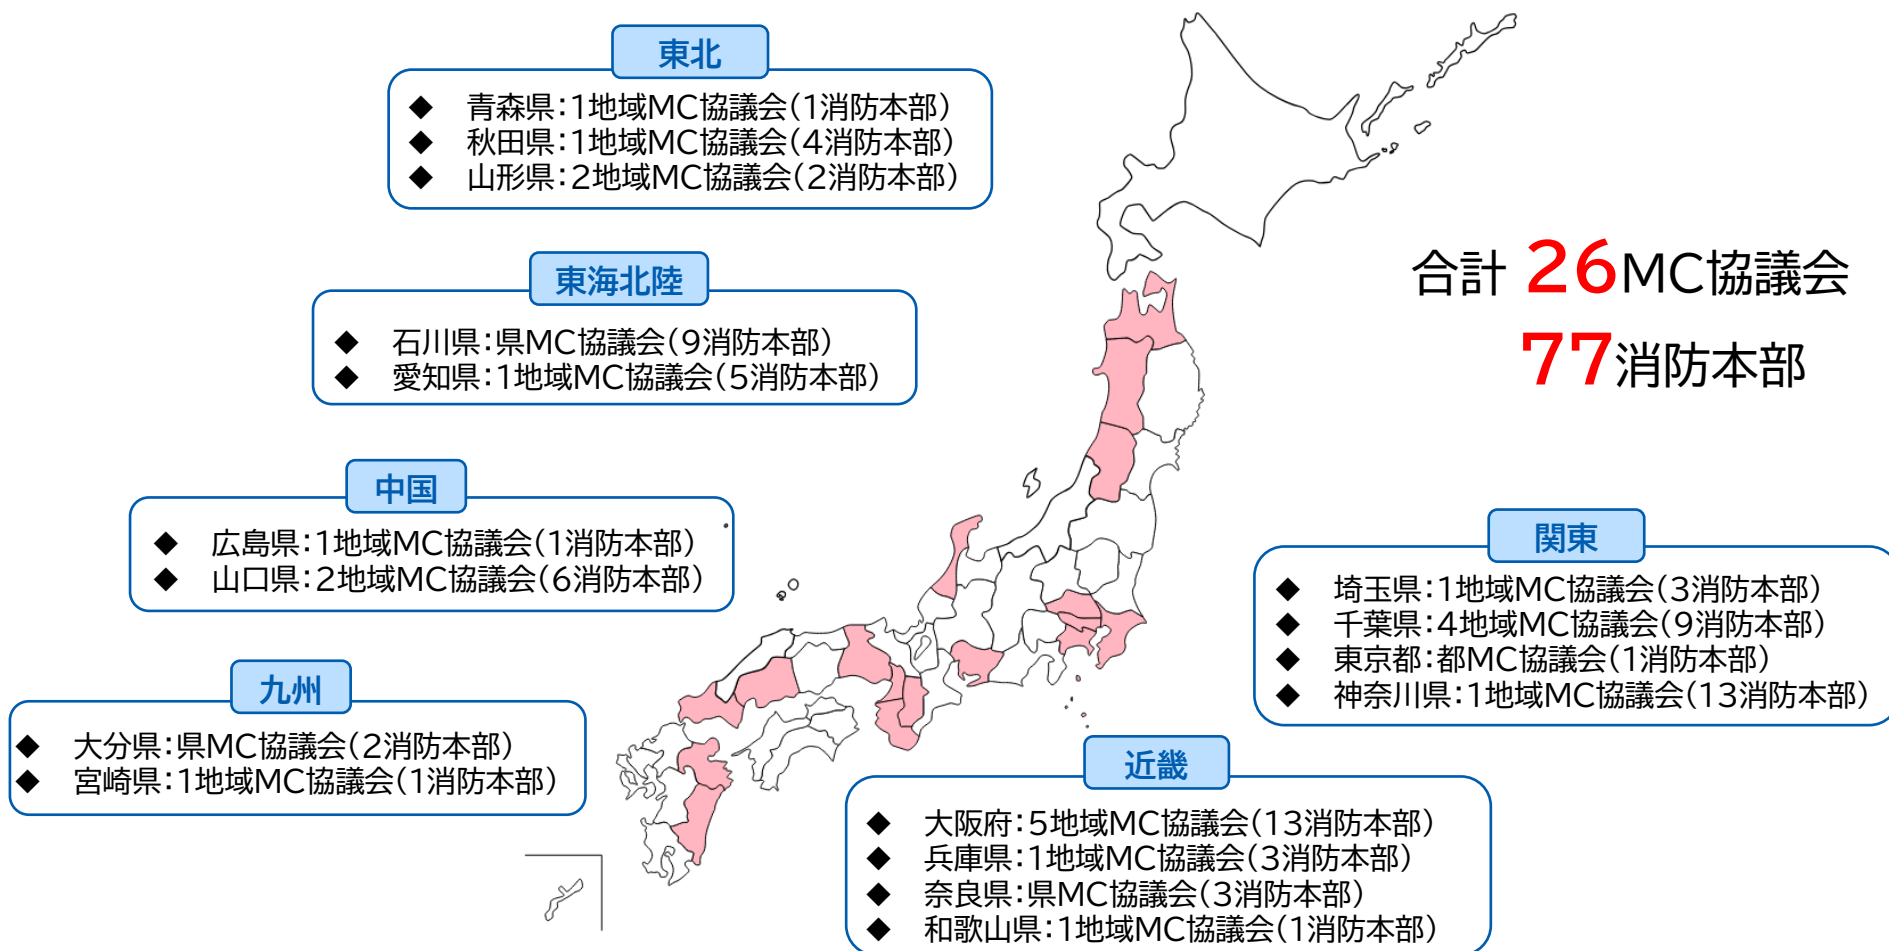 東北
◆ 青森県：1地域MC協議会（1消防本部）
◆ 秋田県：1地域MC協議会（4消防本部）
◆ 山形県：2地域MC協議会（2消防本部）
東海北陸
◆ 石川県：県MC協議会（9消防本部）
◆ 愛知県：1地域MC協議会（5消防本部）
合計 26MC協議会
77消防本部
中国
◆ 広島県：1地域MC協議会（1消防本部）
◆ 山口県：2地域MC協議会（6消防本部）
関東
◆ 埼玉県：1地域MC協議会（3消防本部）
◆ 千葉県：4地域MC協議会（9消防本部）
◆ 東京都：都MC協議会（1消防本部）
◆ 神奈川県：1地域MC協議会（13消防本部）
九州
◆ 大分県：県MC協議会（2消防本部）
◆ 宮崎県：1地域MC協議会（1消防本部）
近畿
◆ 大阪府：5地域MC協議会（13消防本部）
◆ 兵庫県：1地域MC協議会（3消防本部）
◆ 奈良県：県MC協議会（3消防本部）
◆ 和歌山県：1地域MC協議会（1消防本部）